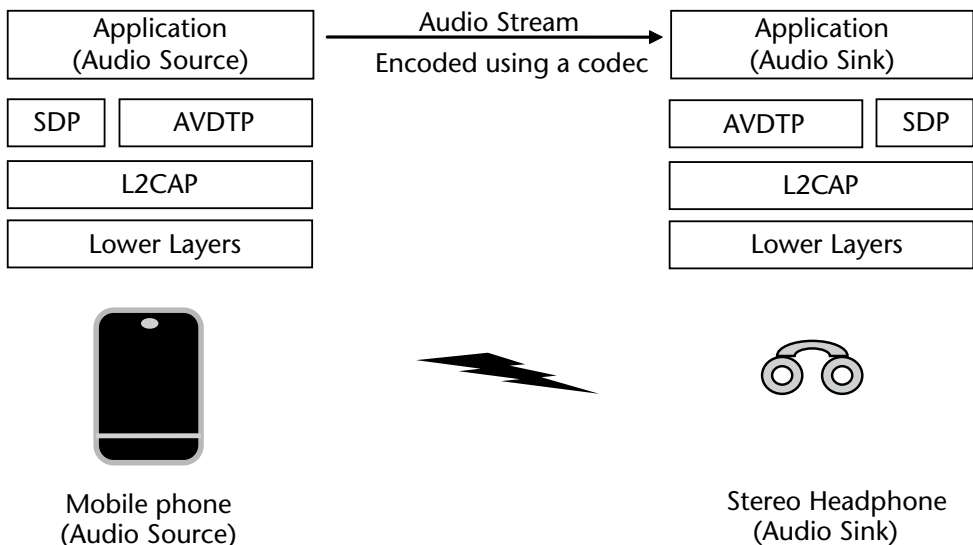 Application
(Audio Source)
Audio Stream
Encoded using a codec
Application
(Audio Sink)
SDP
AVDTP
AVDTP
SDP
L2CAP
L2CAP
Lower Layers
Lower Layers
Mobile phone
(Audio Source)
Stereo Headphone
(Audio Sink)